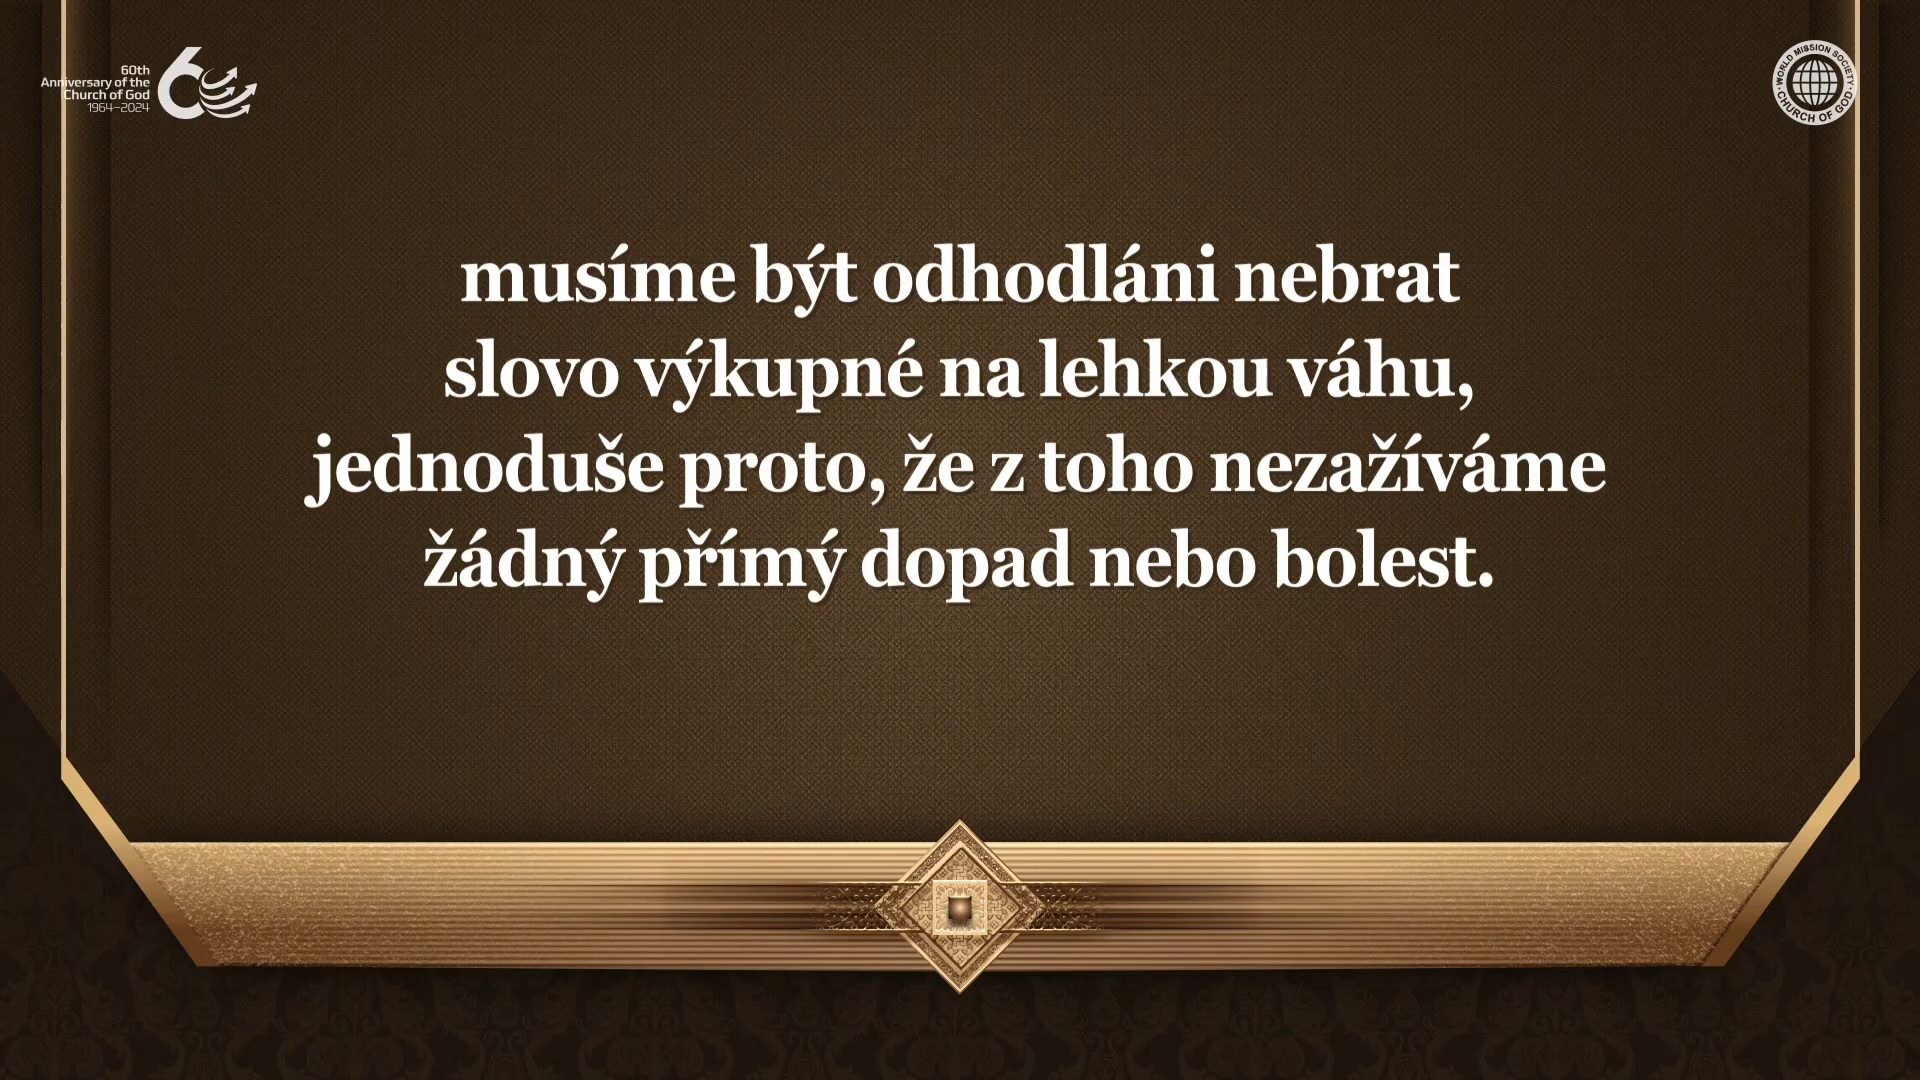 60th
Anniversary of the
Church of God
1964–2024
WORLD MISSION SOCIETY
CHURCH OF GOD
musíme být odhodláni nebrat
slovo výkupné na lehkou váhu,
jednoduše proto, že z toho nezažíváme
žádný přímý dopad nebo bolest.